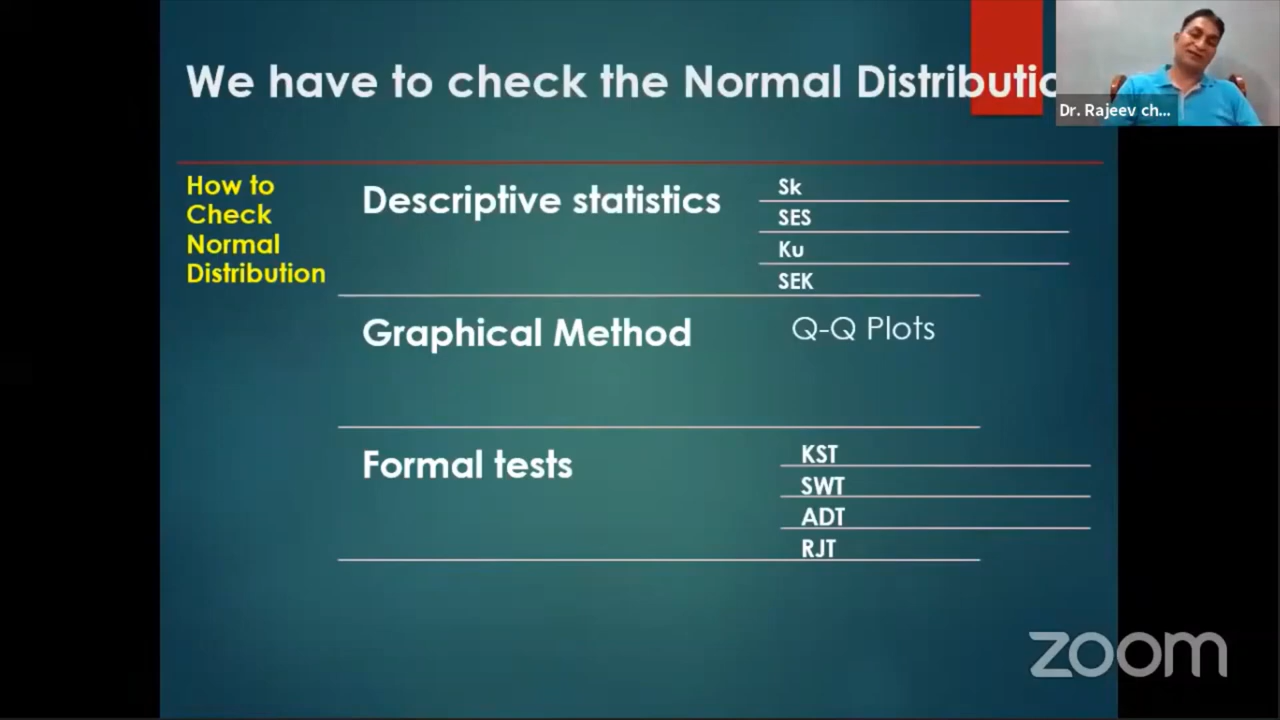 We have to check the Normal Distributio
Dr. Rajeev ch...
How to
Check
Normal
Distribution
Descriptive statistics
Sk
SES
Ku
SEK
Graphical Method
Q-Q Plots
Formal tests
KST
SWT
ADT
RJT
zoom